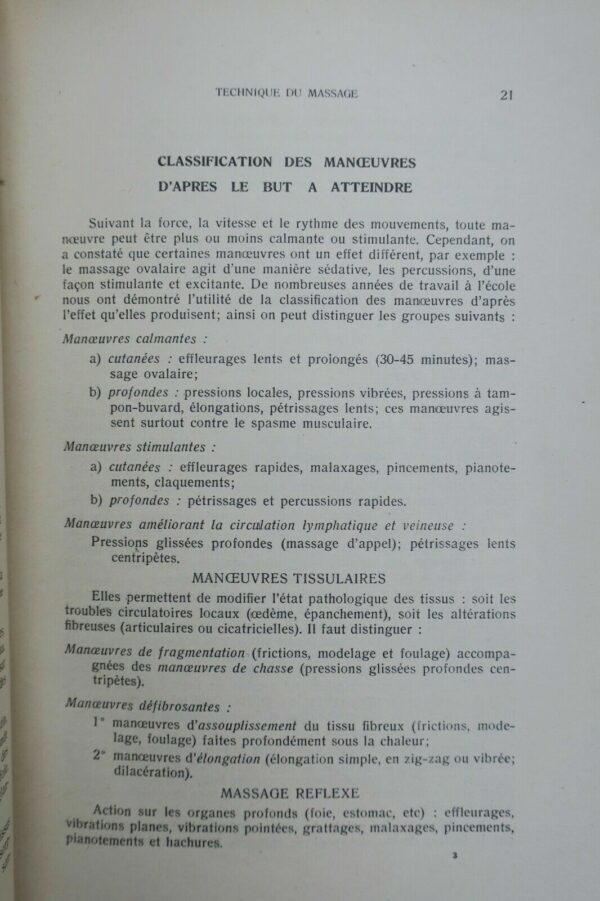 TECHNIQUE DU MASSAGE 21
CLASSIFICATION DES MANŒUVRES
D'APRES LE BUT A ATTEINDRE
Suivant la force, la vitesse et le rythme des mouvements, toute ma-
nœuvre peut être plus ou moins calmante ou stimulante. Cependant, on
a constaté que certaines manœuvres ont un effet différent, par exemple :
le massage ovalaire agit d'une manière sédative, les percussions, d'une
façon stimulante et excitante. De nombreuses années de travail à l'école
nous ont démontré l'utilité de la classification des manœuvres d'après
l'effet qu'elles produisent; ainsi on peut distinguer les groupes suivants :
Manœuvres calmantes :
a) cutanées : effleurages lents et prolongés (30-45 minutes); mas-
sage ovalaire;
b) profondes : pressions locales, pressions vibrées, pressions à tam-
pon-buvard, élongations, pétrissages lents; ces manœuvres agis-
sent surtout contre le spasme musculaire.
Manœuvres stimulantes :
a) cutanées : effleurages rapides, malaxages, pincements, pianote-
ments, claquements;
b) profondes : pétrissages et percussions rapides.
Manœuvres améliorant la circulation lymphatique et veineuse :
Pressions glissées profondes (massage d'appel); pétrissages lents
centripètes.
MANŒUVRES TISSULAIRES
Elles permettent de modifier l'état pathologique des tissus : soit les
troubles circulatoires locaux (œdème, épanchement), soit les altérations
fibreuses (articulaires ou cicatricielles). Il faut distinguer :
Manœuvres de fragmentation (frictions, modelage et foulage) accompa-
gnées des manœuvres de chasse (pressions glissées profondes cen-
tripètes).
Manœuvres défibrosantes :
1° manœuvres d'assouplissement du tissu fibreux (frictions, mode-
lage, foulage) faites profondément sous la chaleur;
2° manœuvres d'élongation (élongation simple, en zig-zag ou vibrée;
dilacération).
MASSAGE REFLEXE
Action sur les organes profonds (foie, estomac, etc) : effleurages,
vibrations planes, vibrations pointées, grattages, malaxages, pincements,
pianotements et hachures.
3